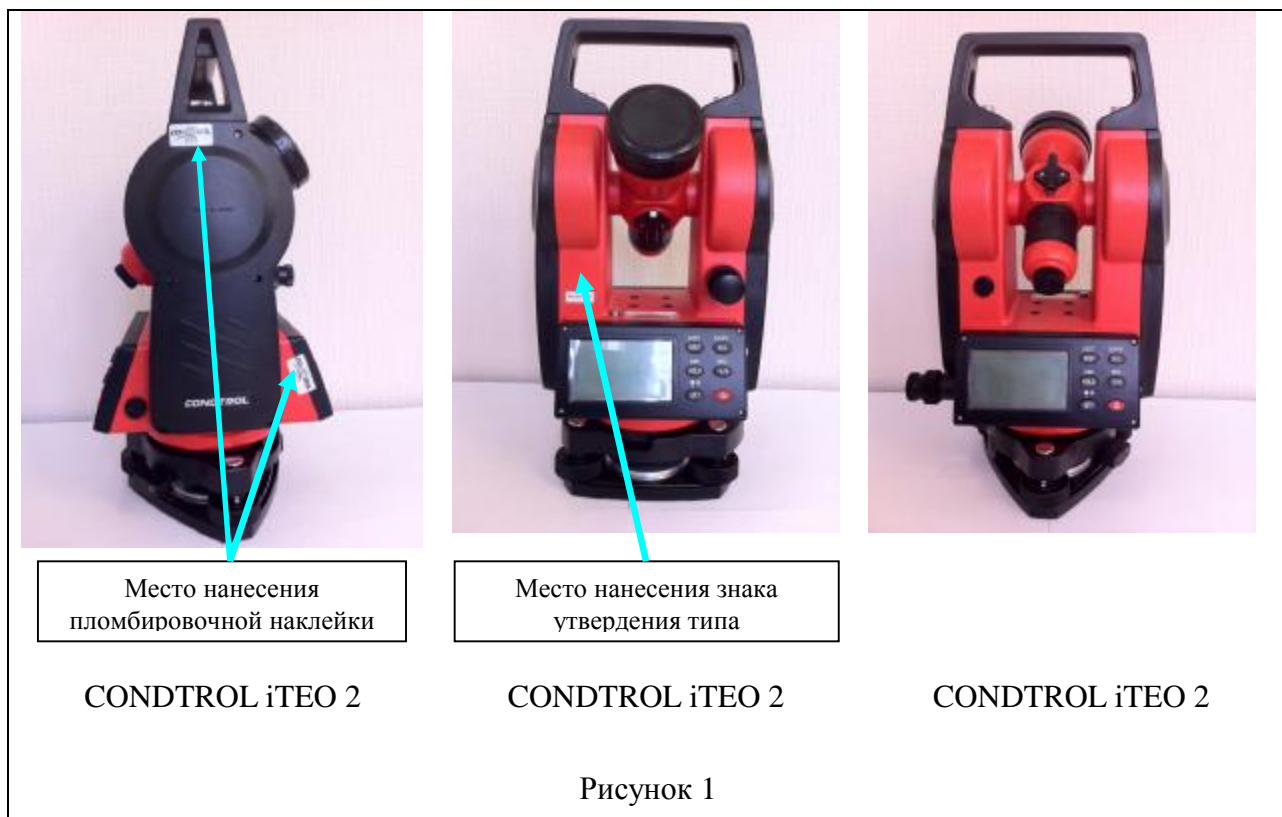 CONDTROL
Место нанесения
пломбировочной наклейки
Место нанесения знака
утвердения типа
CONDTROL iTEO 2
CONDTROL iTEO 2
CONDTROL iTEO 2
Рисунок 1